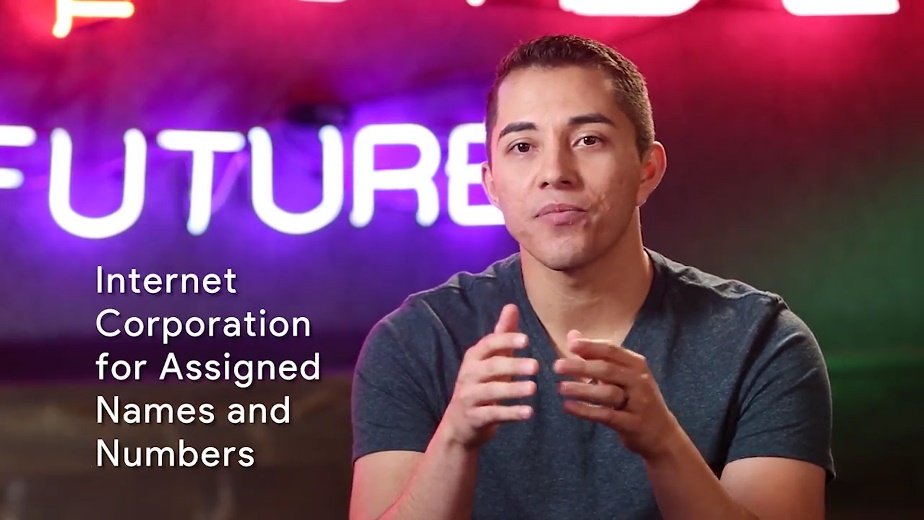 FUTURE
Internet
Corporation
for Assigned
Names and
Numbers